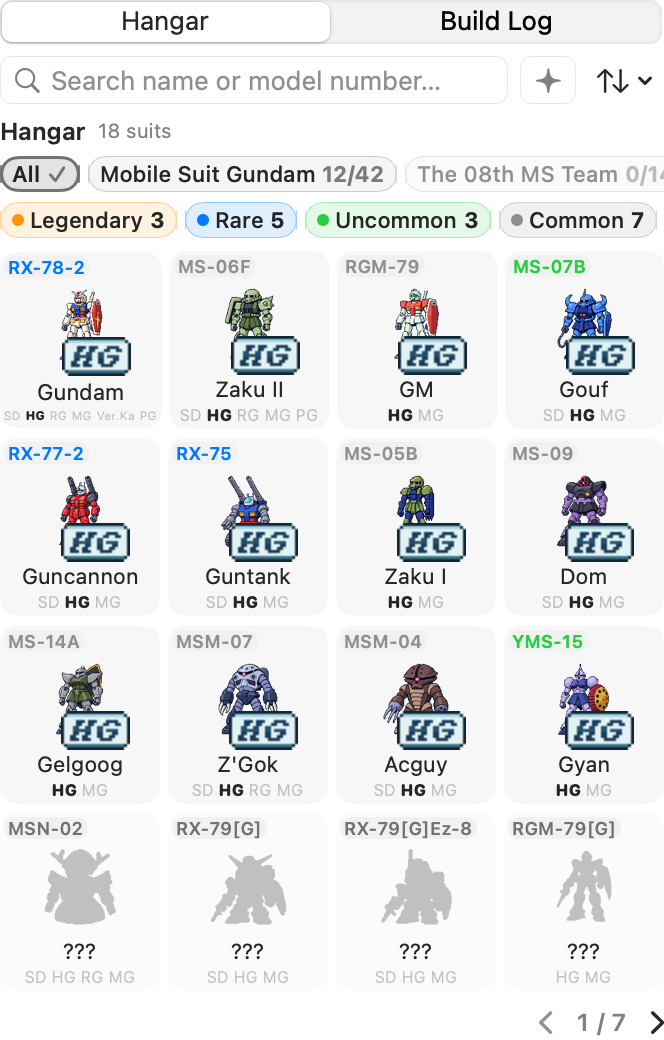 Hangar Build Log
Search name or model number...
Hangar 18 suits
All ✓ Mobile Suit Gundam 12/42 The 08th MS Team 0/14
Legendary 3 Rare 5 Uncommon 3 Common 7
RX-78-2 MS-06F RGM-79 MS-07B
HG HG HG HG
Gundam Zaku II GM Gouf
SD HG RG MG Ver.Ka PG SD HG RG MG PG HG MG SD HG MG
RX-77-2 RX-75 MS-05B MS-09
HG HG HG HG
Guncannon Guntank Zaku I Dom
SD HG MG SD HG MG HG MG SD HG MG
MS-14A MSM-07 MSM-04 YMS-15
HG HG HG HG
Gelgoog Z'Gok Acguy Gyan
HG MG SD HG RG MG SD HG MG HG MG
MSN-02 RX-79[G] RX-79[G]Ez-8 RGM-79[G]
??? ??? ??? ???
SD HG RG MG SD HG MG SD HG MG HG MG
1 / 7